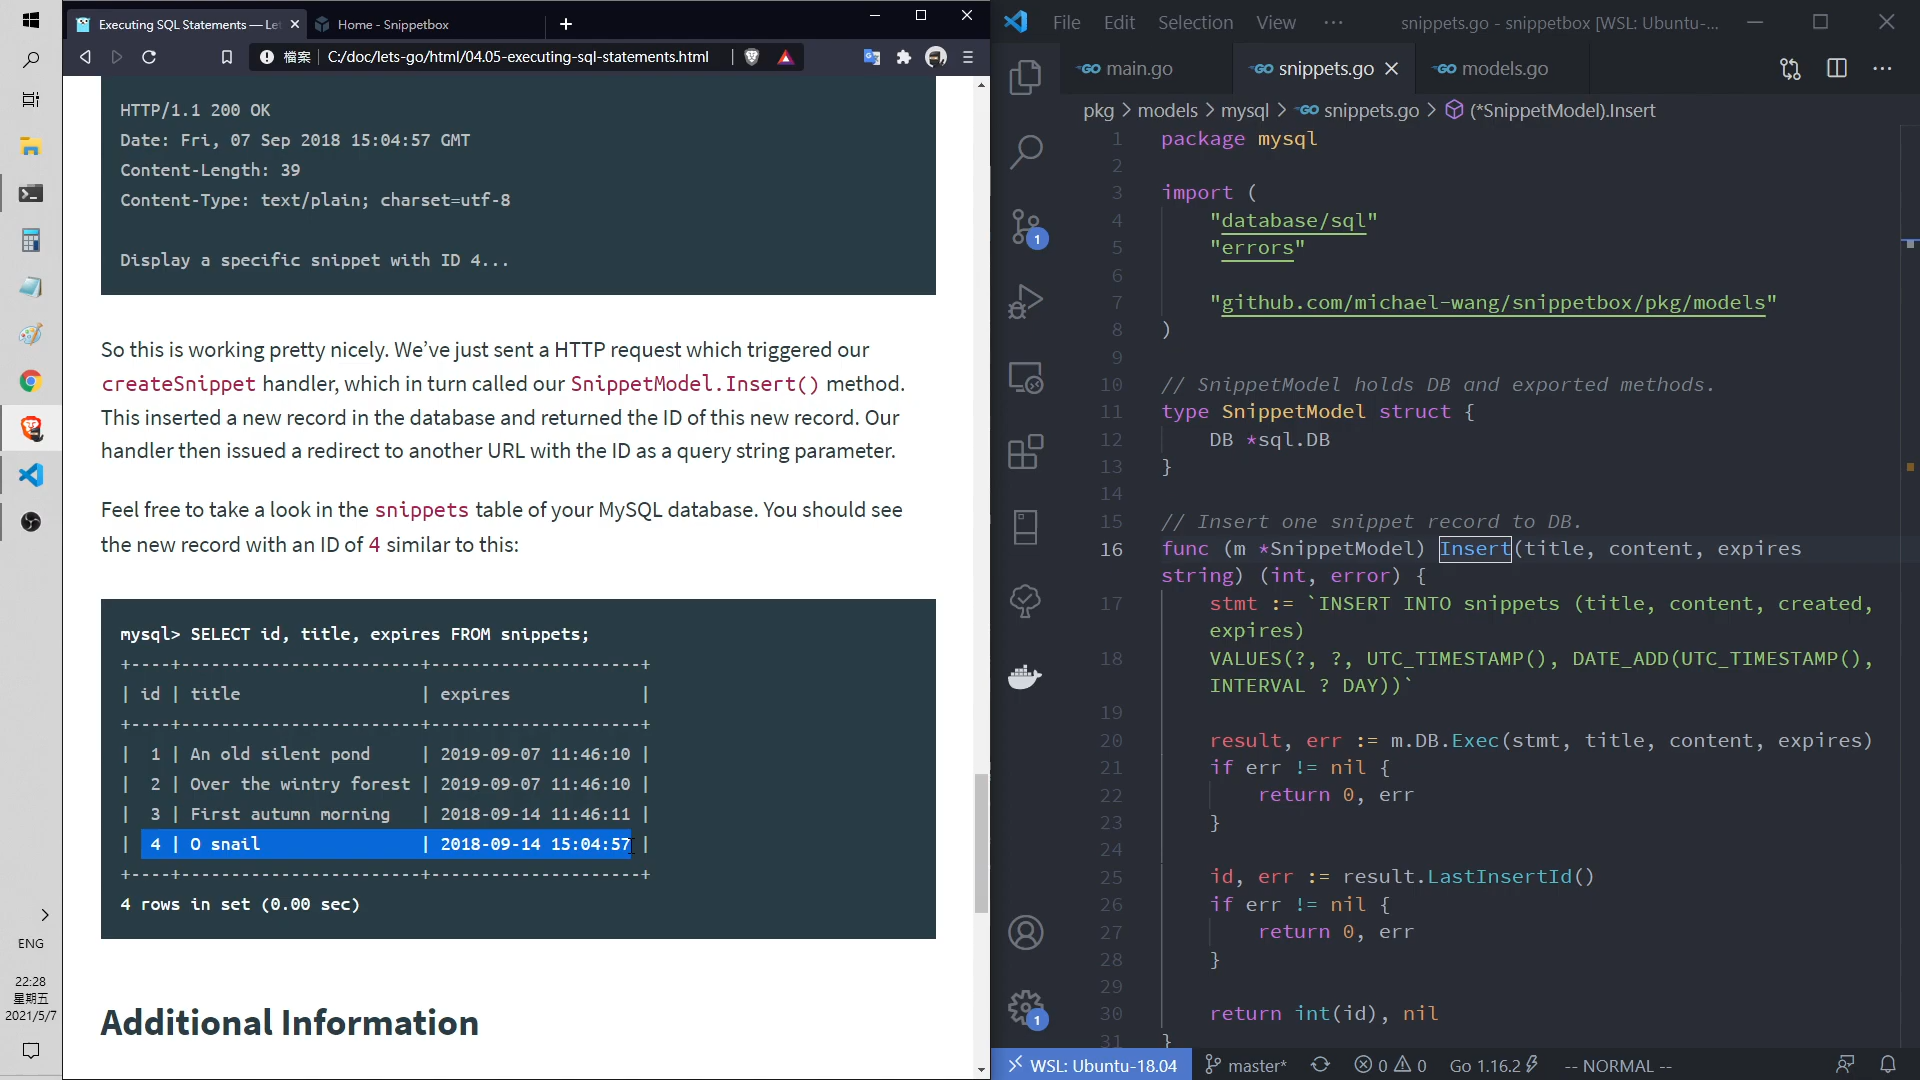 Executing SQL Statements — Let
Home - Snippetbox
檔案
C:/doc/lets-go/html/04.05-executing-sql-statements.html
HTTP/1.1 200 OK
Date: Fri, 07 Sep 2018 15:04:57 GMT
Content-Length: 39
Content-Type: text/plain; charset=utf-8
Display a specific snippet with ID 4...
So this is working pretty nicely. We’ve just sent a HTTP request which triggered our
createSnippet handler, which in turn called our SnippetModel.Insert() method.
This inserted a new record in the database and returned the ID of this new record. Our
handler then issued a redirect to another URL with the ID as a query string parameter.
Feel free to take a look in the snippets table of your MySQL database. You should see
the new record with an ID of 4 similar to this:
mysql> SELECT id, title, expires FROM snippets;
+----+------------------------+---------------------+
| id | title                  | expires             |
+----+------------------------+---------------------+
|  1 | An old silent pond     | 2019-09-07 11:46:10 |
|  2 | Over the wintry forest | 2019-09-07 11:46:10 |
|  3 | First autumn morning   | 2018-09-14 11:46:11 |
|  4 | O snail                | 2018-09-14 15:04:57 |
+----+------------------------+---------------------+
4 rows in set (0.00 sec)
Additional Information
ENG
22:28
星期五
2021/5/7
File Edit Selection View ···
snippets.go - snippetbox [WSL: Ubuntu-...
main.go
snippets.go
models.go
pkg > models > mysql > snippets.go > (*SnippetModel).Insert
1 package mysql
2
3 import (
4 "database/sql"
5 "errors"
6
7 "github.com/michael-wang/snippetbox/pkg/models"
8 )
9
10 // SnippetModel holds DB and exported methods.
11 type SnippetModel struct {
12 DB *sql.DB
13 }
14
15 // Insert one snippet record to DB.
16 func (m *SnippetModel) Insert(title, content, expires
string) (int, error) {
17 stmt := `INSERT INTO snippets (title, content, created,
expires)
18 VALUES(?, ?, UTC_TIMESTAMP(), DATE_ADD(UTC_TIMESTAMP(),
INTERVAL ? DAY))`
19
20 result, err := m.DB.Exec(stmt, title, content, expires)
21 if err != nil {
22 return 0, err
23 }
24
25 id, err := result.LastInsertId()
26 if err != nil {
27 return 0, err
28 }
29
30 return int(id), nil
31 }
1
1
WSL: Ubuntu-18.04
master*
0
0
Go 1.16.2
-- NORMAL --